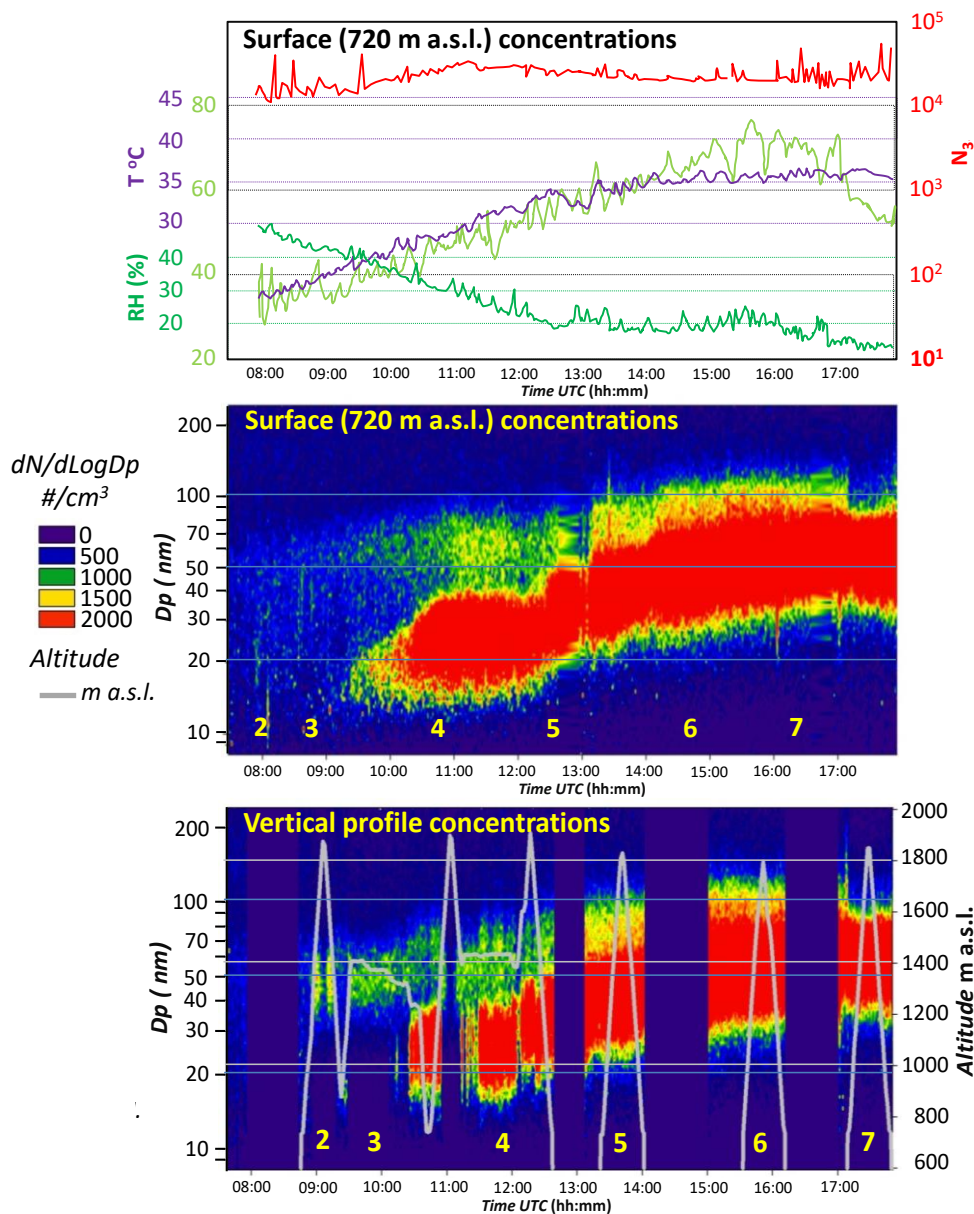 Surface (720 m a.s.l.) concentrations
10⁵
10⁴
10³
10²
10¹
N₃
45
40
35
30
T ºC
80
60
40
20
40
30
20
RH (%)
08:00 09:00 10:00 11:00 12:00 13:00 14:00 15:00 16:00 17:00
Time UTC (hh:mm)
Surface (720 m a.s.l.) concentrations
dN/dLogDp
#/cm³
0
500
1000
1500
2000
Altitude
m a.s.l.
200
100
70
50
40
30
20
10
Dp ( nm)
2 3 4 5 6 7
08:00 09:00 10:00 11:00 12:00 13:00 14:00 15:00 16:00 17:00
Time UTC (hh:mm)
Vertical profile concentrations
200
100
70
50
40
30
20
10
Dp ( nm)
2000
1800
1600
1400
1200
1000
800
600
Altitude m a.s.l.
2 3 4 5 6 7
08:00 09:00 10:00 11:00 12:00 13:00 14:00 15:00 16:00 17:00
Time UTC (hh:mm)